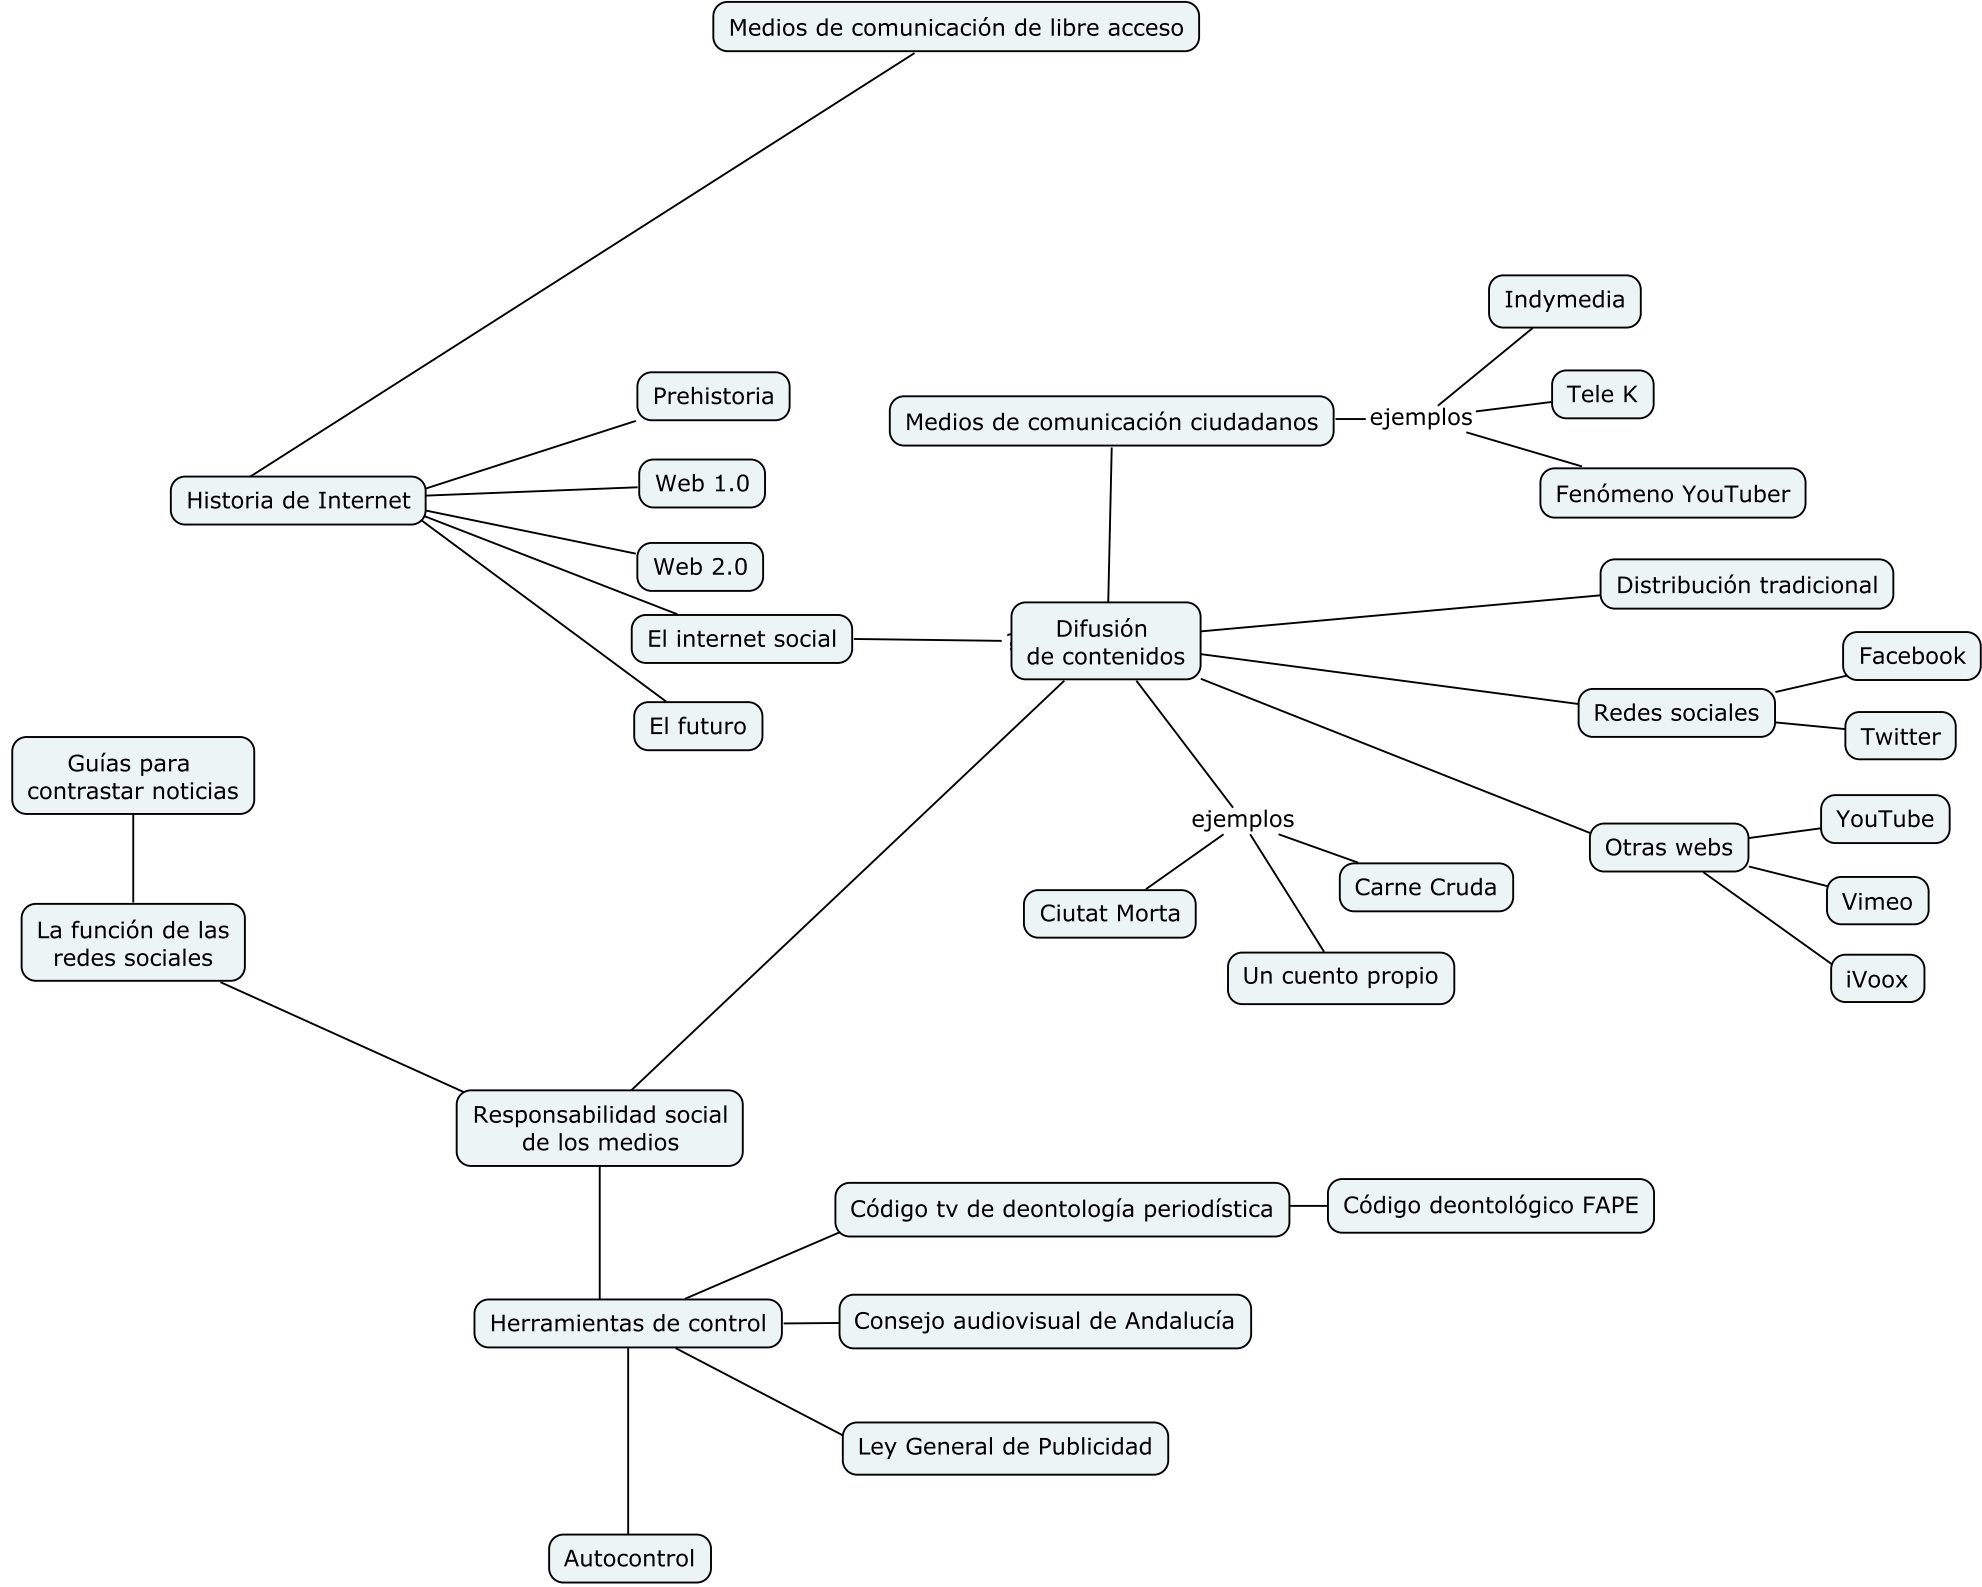 Medios de comunicación de libre acceso
Indymedia
Prehistoria
Tele K
Medios de comunicación ciudadanos
ejemplos
Web 1.0
Fenómeno YouTuber
Historia de Internet
Web 2.0
Distribución tradicional
El internet social
Difusión
de contenidos
Facebook
Redes sociales
El futuro
Twitter
Guías para
contrastar noticias
ejemplos
YouTube
Otras webs
Carne Cruda
Vimeo
Ciutat Morta
La función de las
redes sociales
Un cuento propio
iVoox
Responsabilidad social
de los medios
Código tv de deontología periodística
Código deontológico FAPE
Herramientas de control
Consejo audiovisual de Andalucía
Ley General de Publicidad
Autocontrol